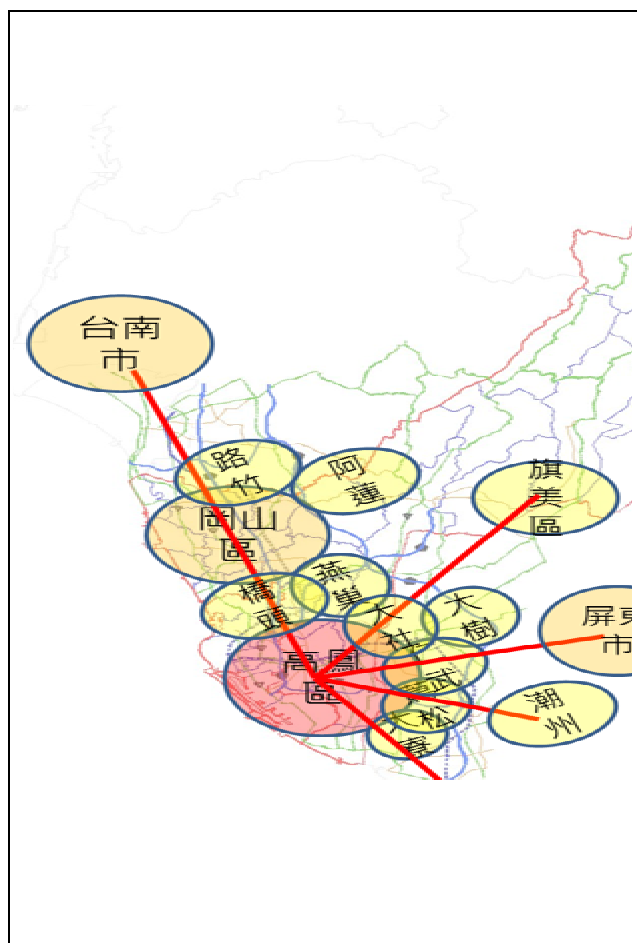 台南
市
路
竹
阿
蓮
旗
美
區
岡山
區
燕
巢
橋
頭
大
社
大
樹
屏東
市
高鳳
區
武
松
寮
潮
州